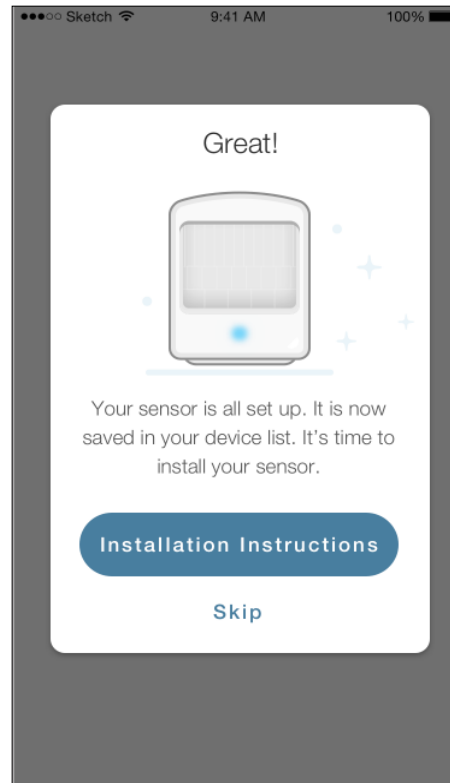 ●●●○○ Sketch 9:41 AM 100%
Great!
Your sensor is all set up. It is now
saved in your device list. It's time to
install your sensor.
Installation Instructions
Skip